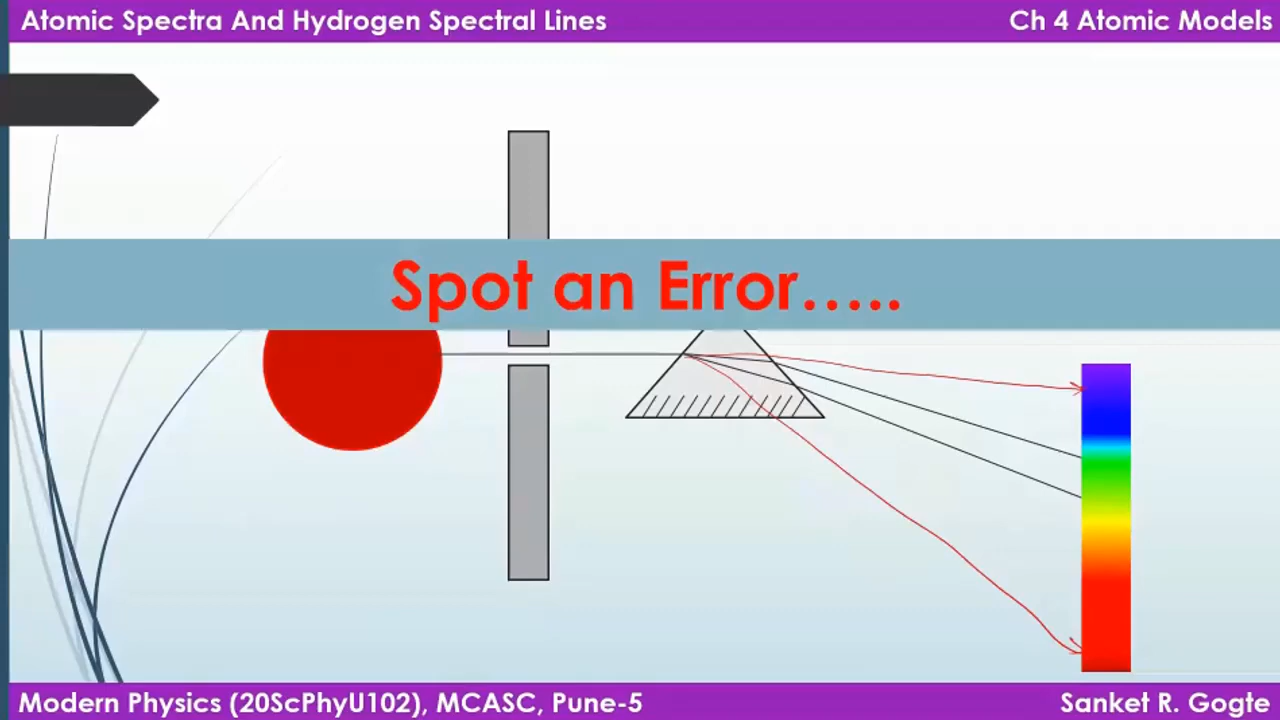 Atomic Spectra And Hydrogen Spectral Lines
Ch 4 Atomic Models
Spot an Error.....
Modern Physics (20ScPhyU102), MCASC, Pune-5
Sanket R. Gogte